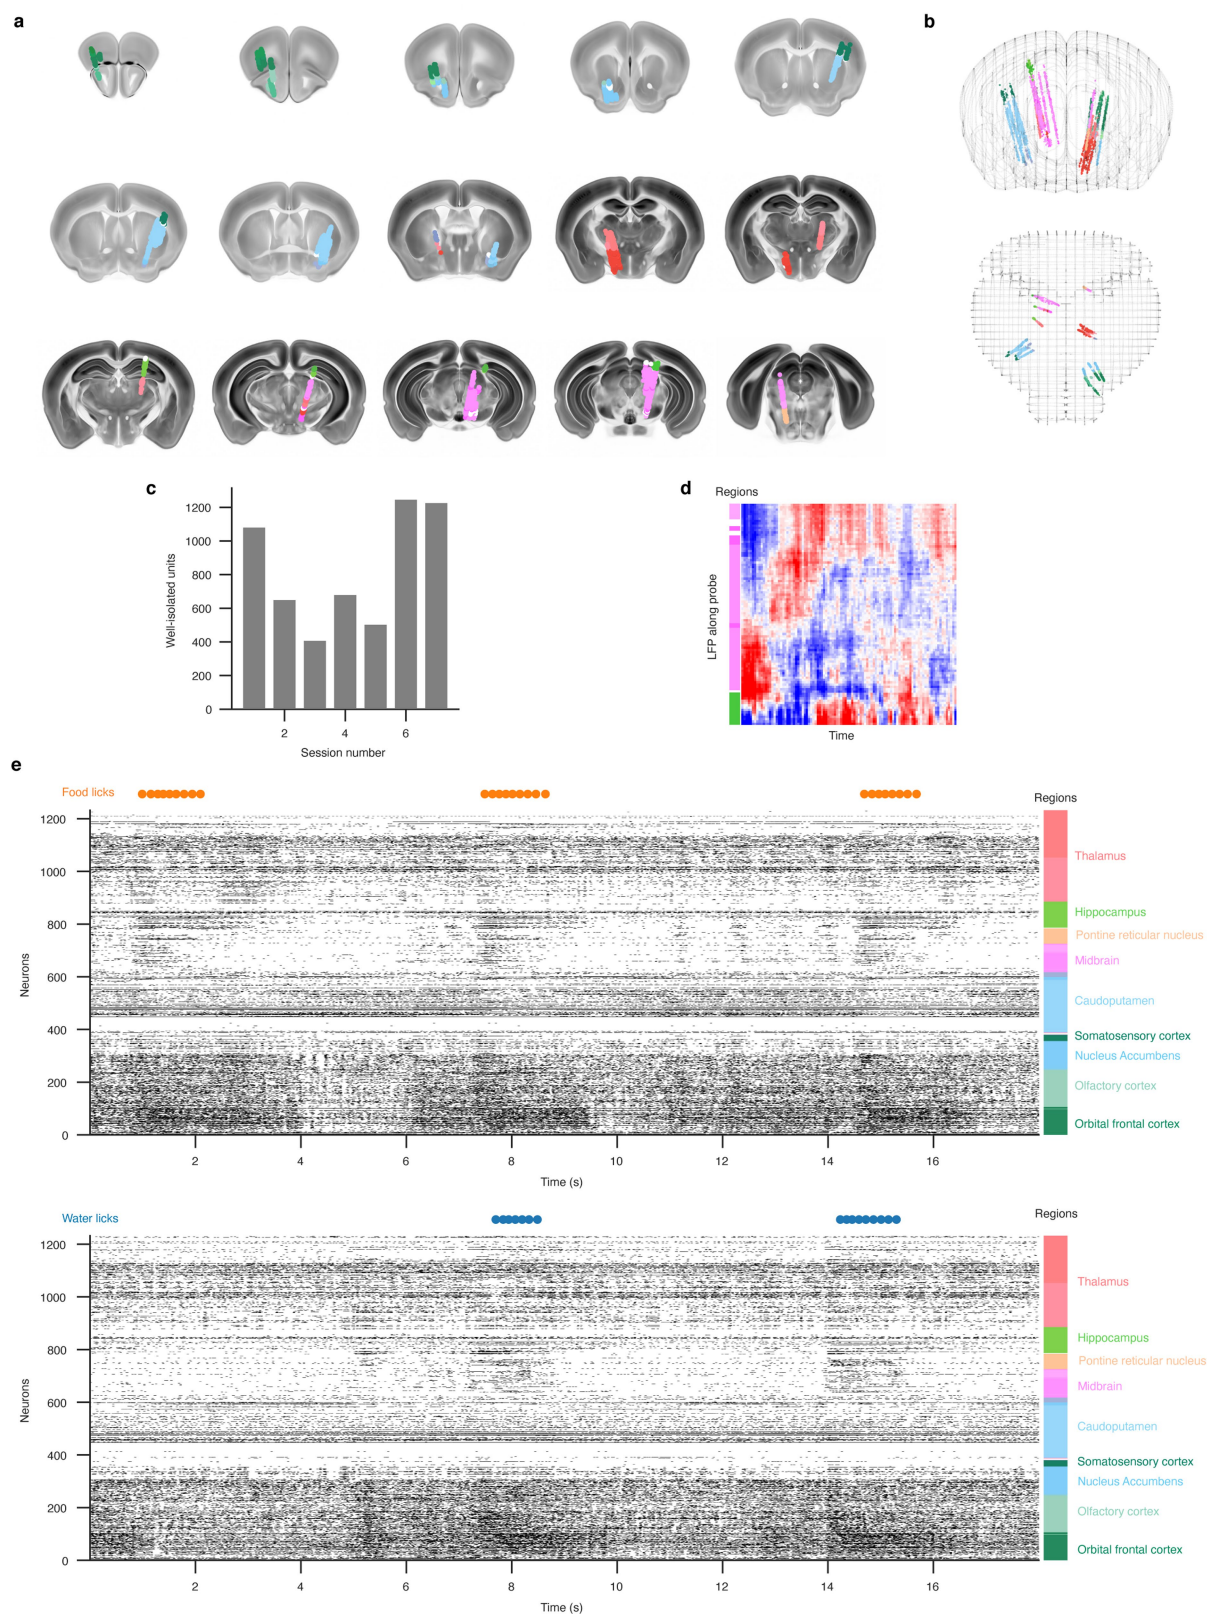 a
b
c
Well-isolated units
1200
1000
800
600
400
200
0
2 4 6
Session number
d
Regions
LFP along probe
Time
e
Food licks
Regions
Neurons
1200
1000
800
600
400
200
0
2 4 6 8 10 12 14 16
Time (s)
Thalamus
Hippocampus
Pontine reticular nucleus
Midbrain
Caudoputamen
Somatosensory cortex
Nucleus Accumbens
Olfactory cortex
Orbital frontal cortex
Water licks
Regions
Neurons
1200
1000
800
600
400
200
0
2 4 6 8 10 12 14 16
Time (s)
Thalamus
Hippocampus
Pontine reticular nucleus
Midbrain
Caudoputamen
Somatosensory cortex
Nucleus Accumbens
Olfactory cortex
Orbital frontal cortex